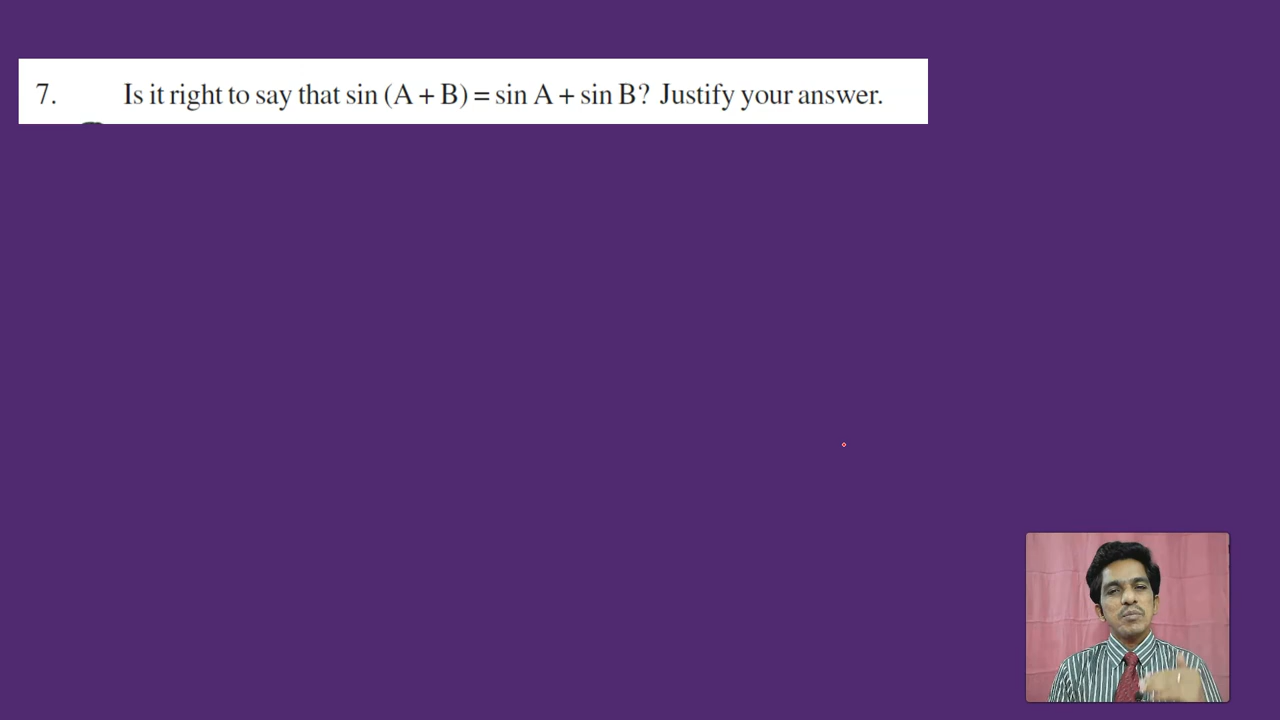 7. Is it right to say that sin (A + B) = sin A + sin B? Justify your answer.